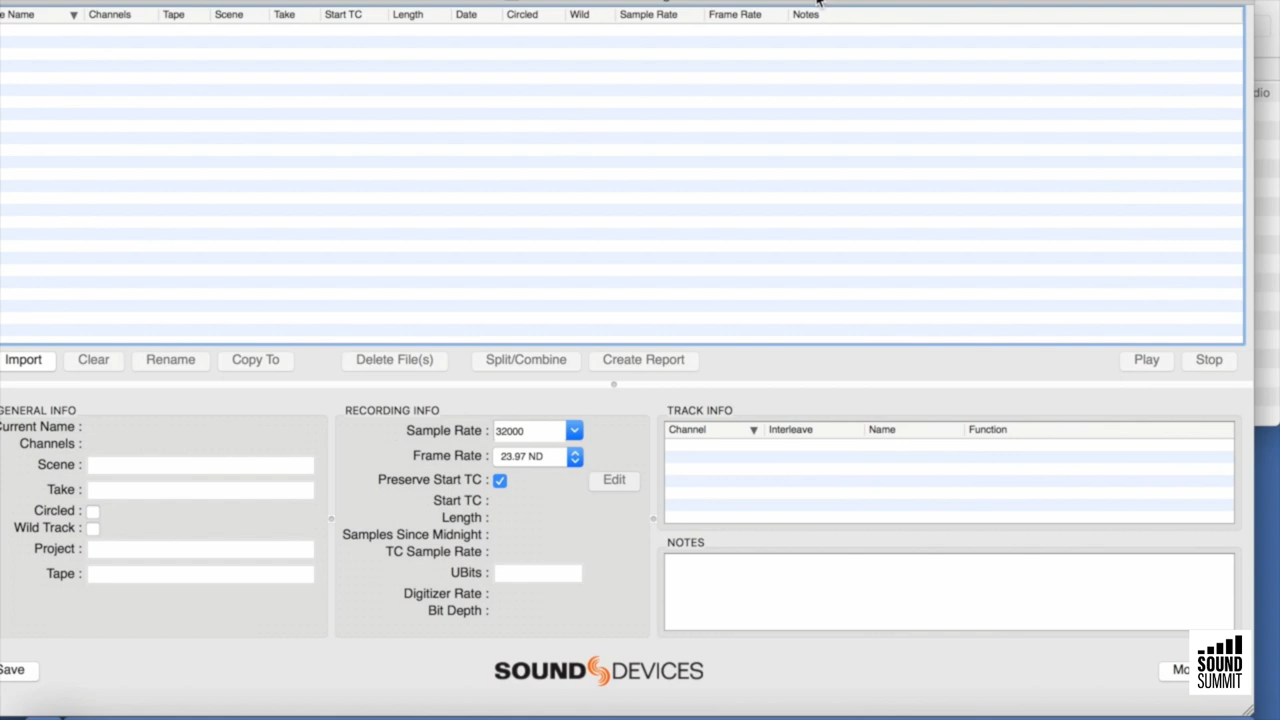 e Name Channels Tape Scene Take Start TC Length Date Circled Wild Sample Rate Frame Rate Notes
dio
Import Clear Rename Copy To Delete File(s) Split/Combine Create Report Play Stop
GENERAL INFO
Current Name :
Channels :
Scene :
Take :
Circled :
Wild Track :
Project :
Tape :
RECORDING INFO
Sample Rate : 32000
Frame Rate : 23.97 ND
Preserve Start TC : Edit
Start TC :
Length :
Samples Since Midnight :
TC Sample Rate :
UBits :
Digitizer Rate :
Bit Depth :
TRACK INFO
Channel Interleave Name Function
NOTES
Save
SOUND DEVICES
Mo
SOUND
SUMMIT